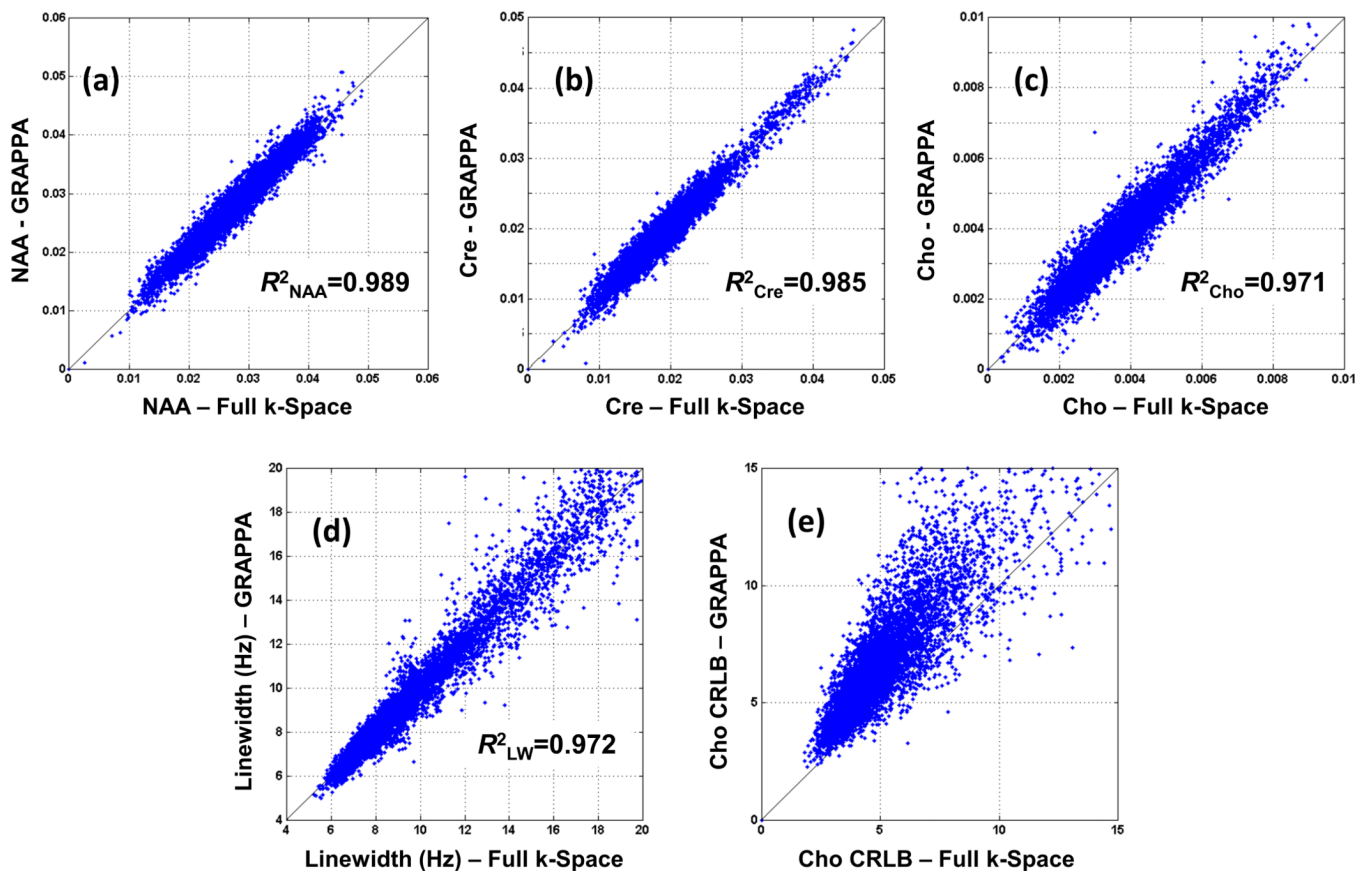 (a)
NAA - GRAPPA
0.06
0.05
0.04
0.03
0.02
0.01
0
R²NAA=0.989
0 0.01 0.02 0.03 0.04 0.05 0.06
NAA – Full k-Space
(b)
Cre - GRAPPA
0.05
0.04
0.03
0.02
0.01
0
R²Cre=0.985
0 0.01 0.02 0.03 0.04 0.05
Cre – Full k-Space
(c)
Cho - GRAPPA
0.01
0.008
0.006
0.004
0.002
0
R²Cho=0.971
0 0.002 0.004 0.006 0.008 0.01
Cho – Full k-Space
(d)
Linewidth (Hz) – GRAPPA
20
18
16
14
12
10
8
6
4
R²LW=0.972
4 6 8 10 12 14 16 18 20
Linewidth (Hz) – Full k-Space
(e)
Cho CRLB – GRAPPA
15
10
5
0
0 5 10 15
Cho CRLB – Full k-Space